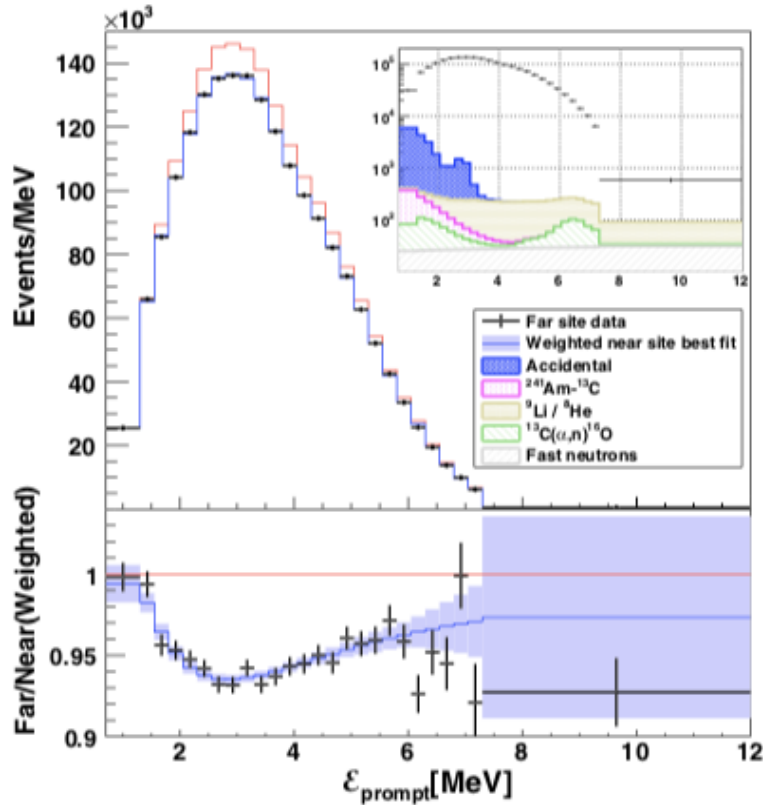 ×10³
140
120
100
80
60
40
20
Events/MeV
10⁵
10⁴
10³
10²
2 4 6 8 10 12
Far site data
Weighted near site best fit
Accidental
²⁴¹Am-¹³C
⁹Li / ⁸He
¹³C(α,n)¹⁶O
Fast neutrons
1
0.95
0.9
Far/Near(Weighted)
2 4 6 8 10 12
ℰprompt[MeV]